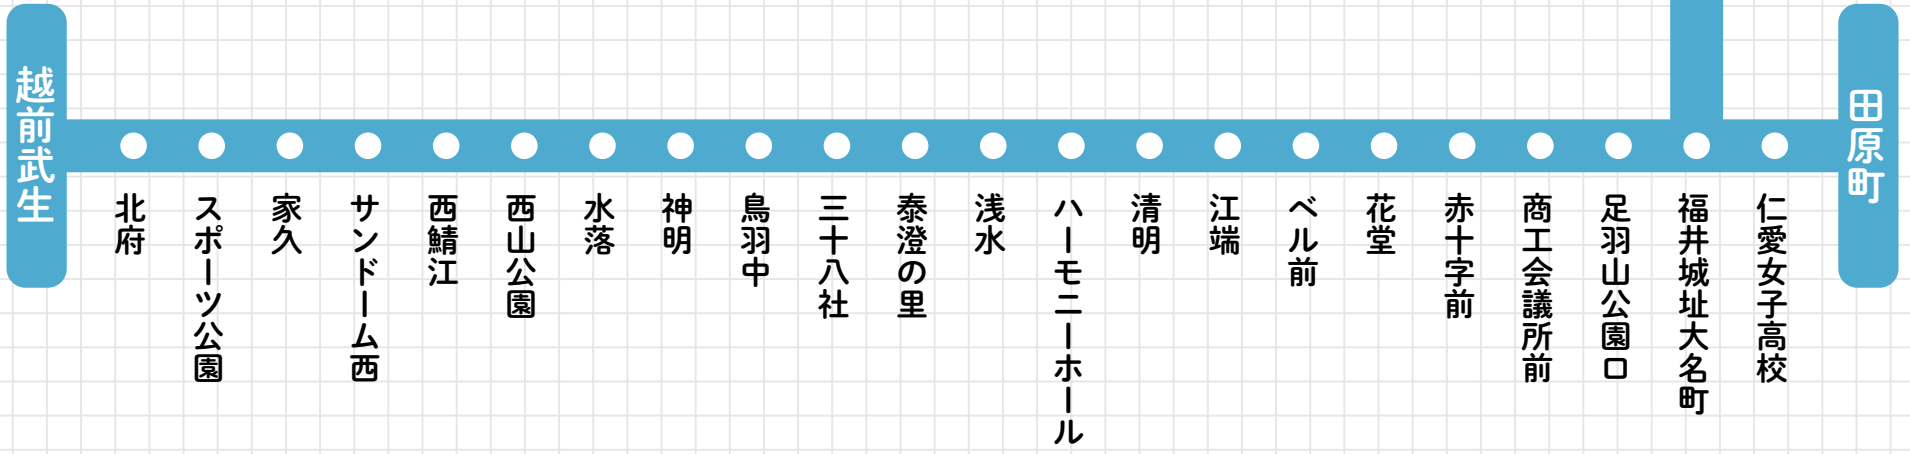 越前武生
北府
スポーツ公園
家久
サンドーム西
西鯖江
西山公園
水落
神明
鳥羽中
三十八社
泰澄の里
浅水
ハーモニーホール
清明
江端
ベル前
花堂
赤十字前
商工会議所前
足羽山公園口
福井城址大名町
仁愛女子高校
田原町